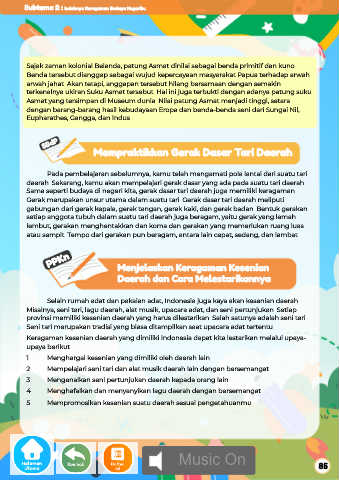 Subtema 2 : Indahnya Keragaman Budaya Negeriku
Sejak zaman kolonial Belanda, patung Asmat dinilai sebagai benda primitif dan kuno
Benda tersebut dianggap sebagai wujud kepercayaan masyarakat Papua terhadap arwah
arwah jahat Akan tetapi, anggapan tersebut hilang bersamaan dengan semakin
terkenalnya ukiran Suku Asmat tersebut Hal ini juga terbukti dengan adanya patung suku
Asmat yang tersimpan di Museum dunia Nilai patung Asmat menjadi tinggi, setara
dengan barang-barang hasil kebudayaan Eropa dan benda-benda seni dari Sungai Nil,
Eupharathes, Gangga, dan Indus
SBdP
Mempraktikkan Gerak Dasar Tari Daerah
Pada pembelajaran sebelumnya, kamu telah mengamati pola lantai dari suatu tari
daerah Sekarang, kamu akan mempelajari gerak dasar yang ada pada suatu tari daerah
Sama seperti budaya di negeri kita, gerak dasar tari daerah juga memiliki keragaman
Gerak merupakan unsur utama dalam suatu tari Gerak dasar tari daerah meliputi
gabungan dari gerak kepala, gerak tangan, gerak kaki, dan gerak badan Bentuk gerakan
setiap anggota tubuh dalam suatu tari daerah juga beragam, yaitu gerak yang lemah
lembut, gerakan menghentakkan dan koma dan gerakan yang memerlukan ruang luas
atau sempit Tempo dari gerakan pun beragam, antara lain cepat, sedang, dan lambat
PPKn
Menjelaskan Keragaman Kesenian
Daerah dan Cara Melestarikannya
Selain rumah adat dan pakaian adat, Indonesia juga kaya akan kesenian daerah
Misalnya, seni tari, lagu daerah, alat musik, upacara adat, dan seni pertunjukan Setiap
provinsi memiliki kesenian daerah yang harus dilestarikan Salah satunya adalah seni tari
Seni tari merupakan tradisi yang biasa ditampilkan saat upacara adat tertentu
Keragaman kesenian daerah yang dimiliki Indonesia dapat kita lestarikan melalui upaya-
upaya berikut
1 Menghargai kesenian yang dimiliki oleh daerah lain
2 Mempelajari seni tari dan alat musik daerah lain dengan bersemangat
3 Mengenalkan seni pertunjukan daerah kepada orang lain
4 Menghafalkan dan menyanyikan lagu daerah dengan bersemangat
5 Mempromosikan kesenian suatu daerah sesuai pengetahuanmu
Halaman
Utama
Music On
85